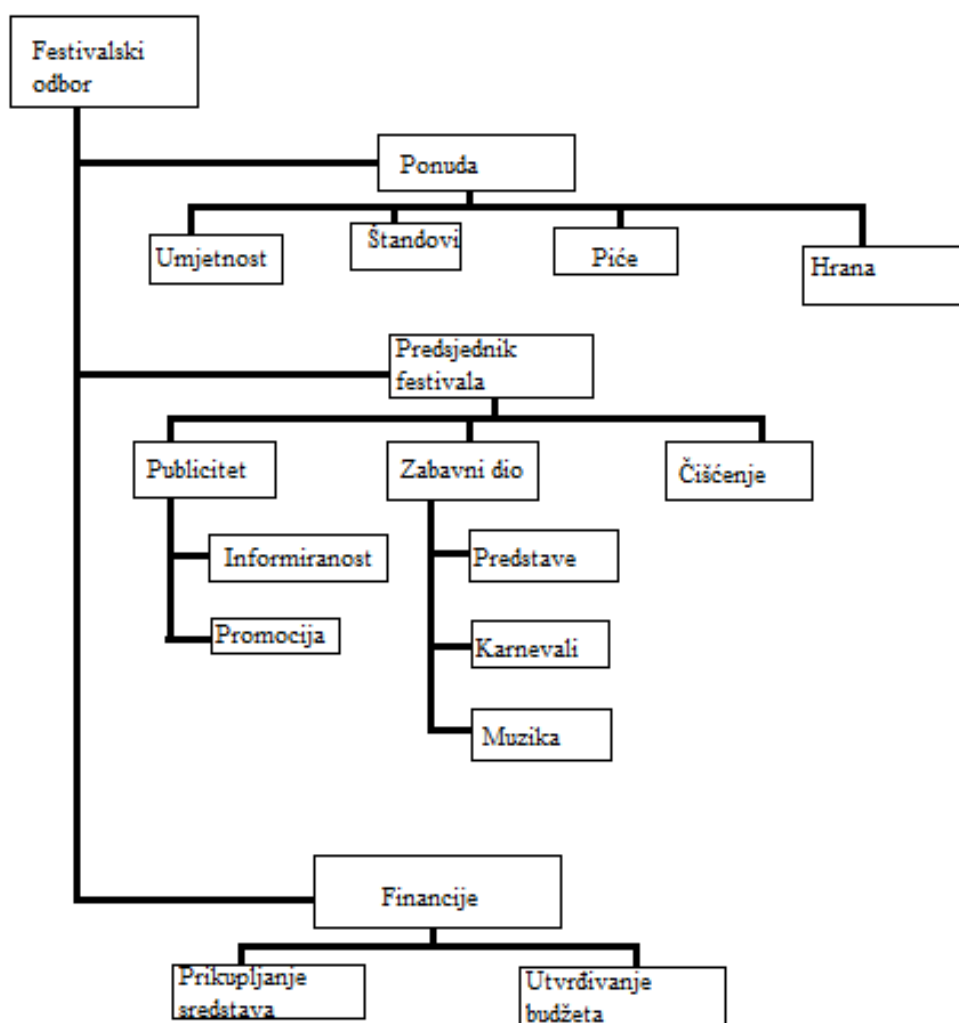 Festivalski
odbor
Ponuda
Umjetnost
Štandovi
Piće
Hrana
Predsjednik
festivala
Publicitet
Zabavni dio
Čišćenje
Informiranost
Predstave
Promocija
Karnevali
Muzika
Financije
Prikupljanje
sredstava
Utvrđivanje
budžeta